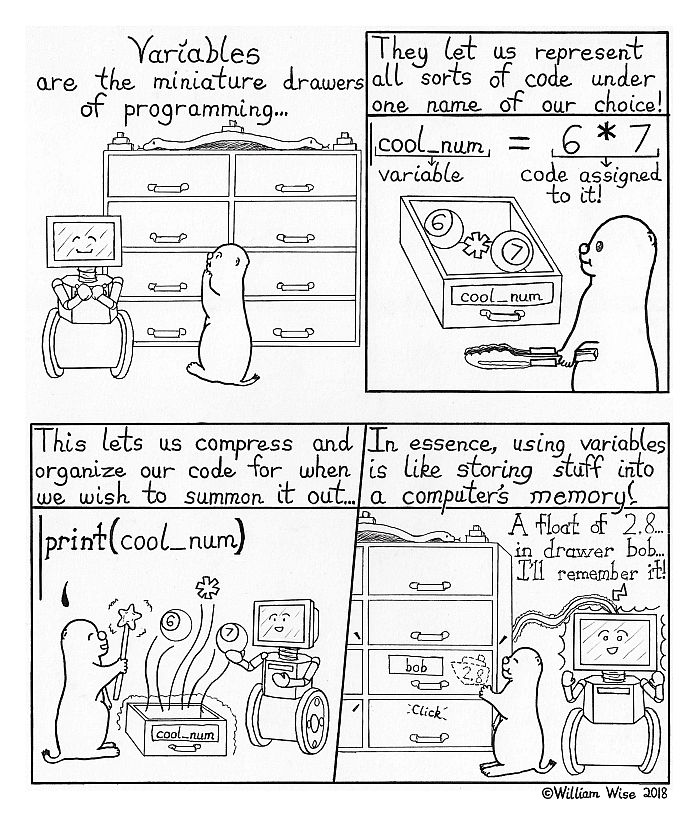 Variables
are the miniature drawers
of programming...
They let us represent
all sorts of code under
one name of our choice!
cool_num = 6 * 7
variable
code assigned
to it!
6 * 7
cool_num
This lets us compress and
organize our code for when
we wish to summon it out...
print(cool_num)
*
6
7
cool_num
In essence, using variables
is like storing stuff into
a computer's memory!
A float of 2.8...
in drawer bob...
I'll remember it!
bob
2.8
Click
©William Wise 2018